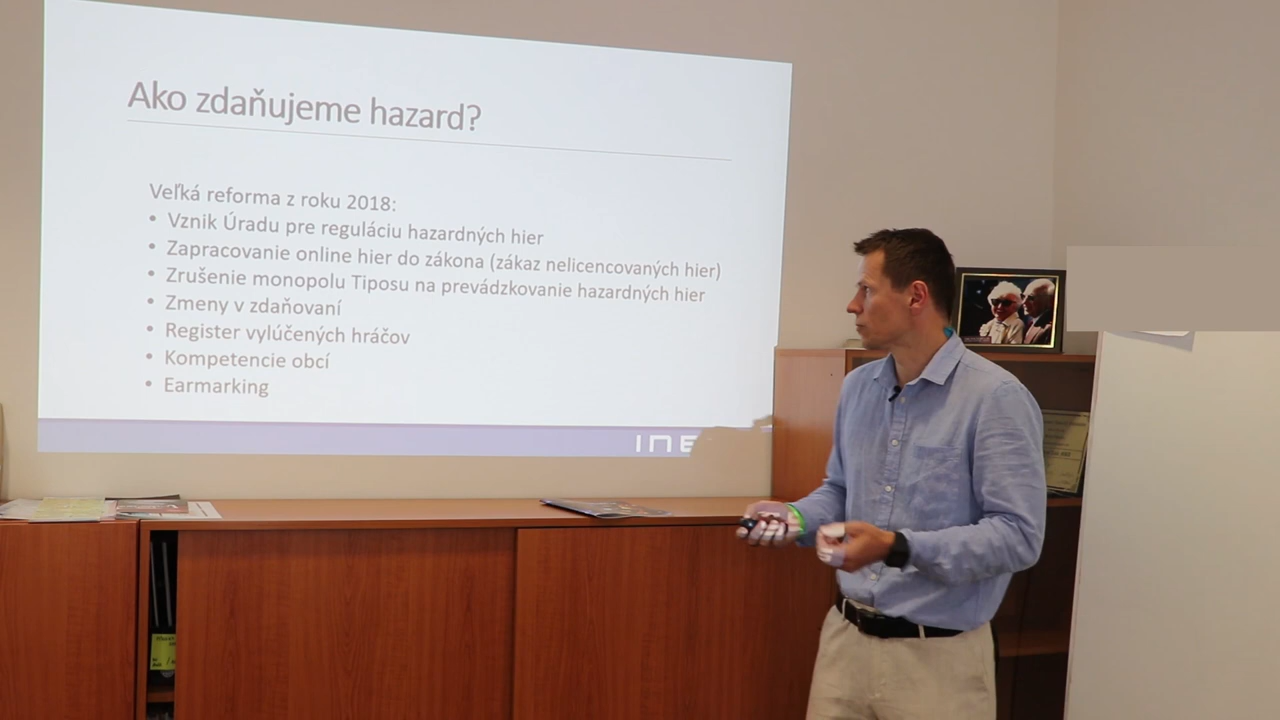 Ako zdaňujeme hazard?
Veľká reforma z roku 2018:
• Vznik Úradu pre reguláciu hazardných hier
• Zapracovanie online hier do zákona (zákaz nelicencovaných hier)
• Zrušenie monopolu Tiposu na prevádzkovanie hazardných hier
• Zmeny v zdaňovaní
• Register vylúčených hráčov
• Kompetencie obcí
• Earmarking
INE